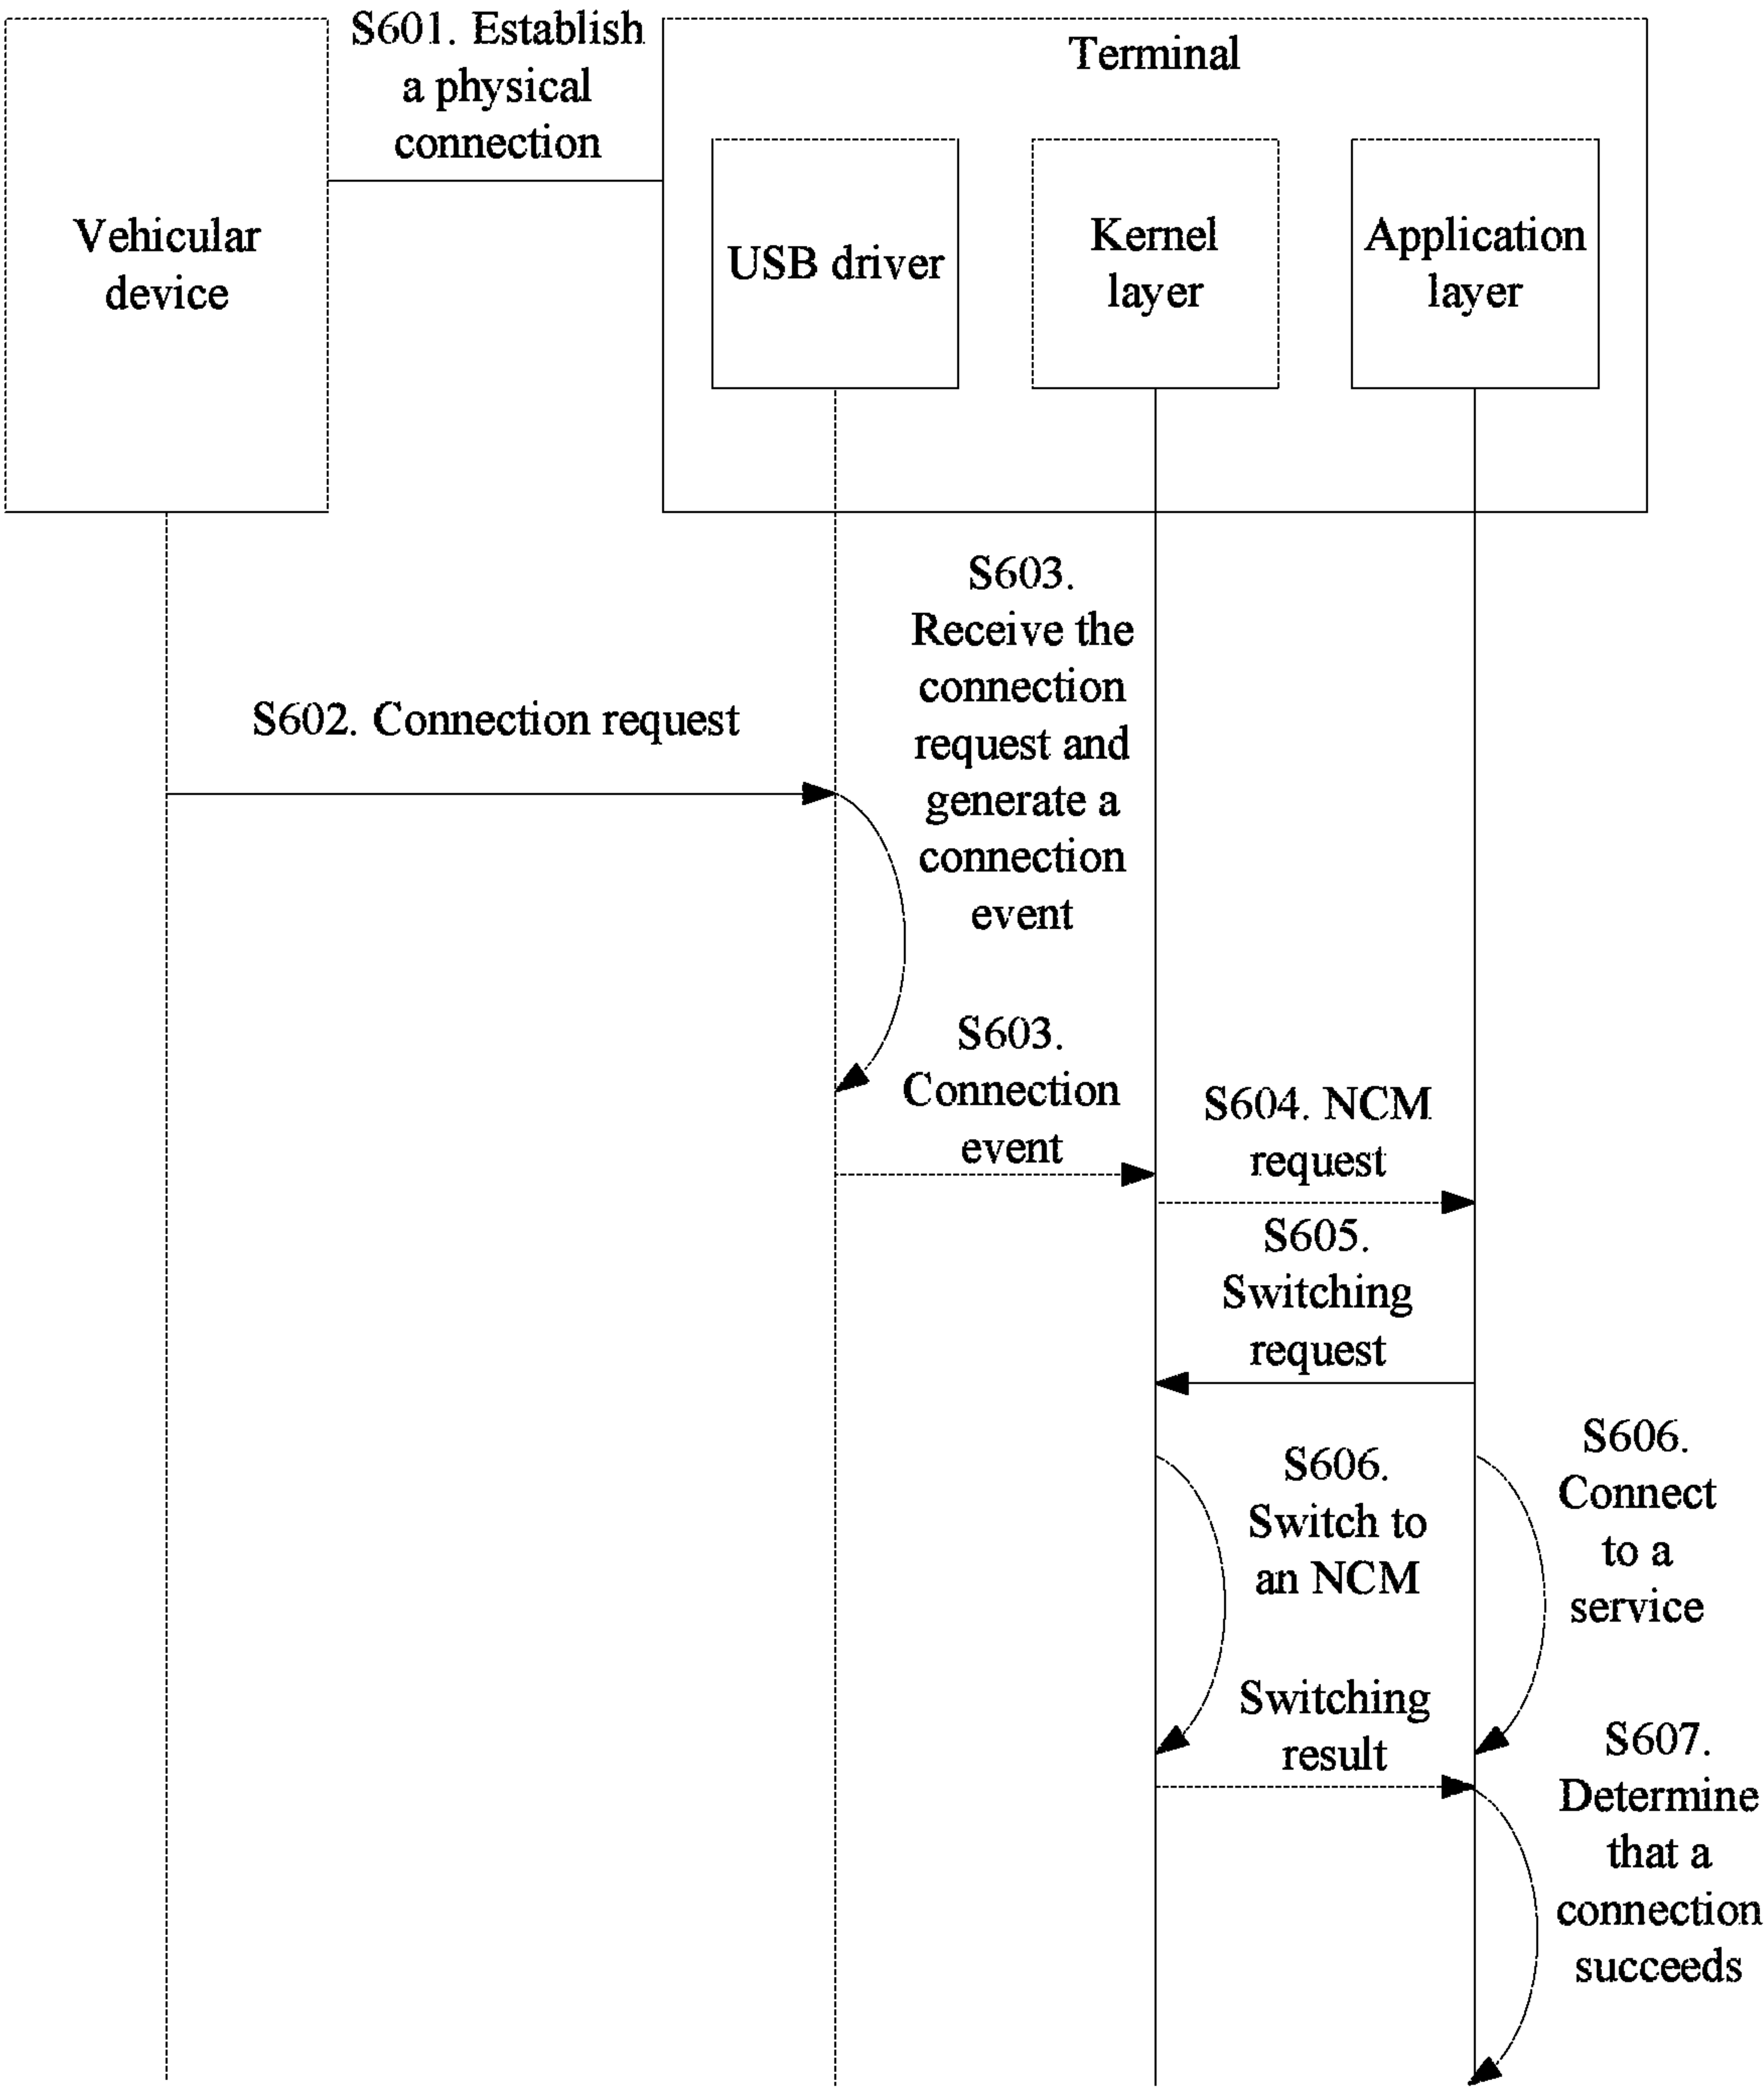 S601. Establish
a physical
connection
Terminal
Vehicular
device
USB driver
Kernel
layer
Application
layer
S603.
Receive the
connection
request and
generate a
connection
event
S602. Connection request
S603.
Connection
event
S604. NCM
request
S605.
Switching
request
S606.
Switch to
an NCM
S606.
Connect
to a
service
Switching
result
S607.
Determine
that a
connection
succeeds